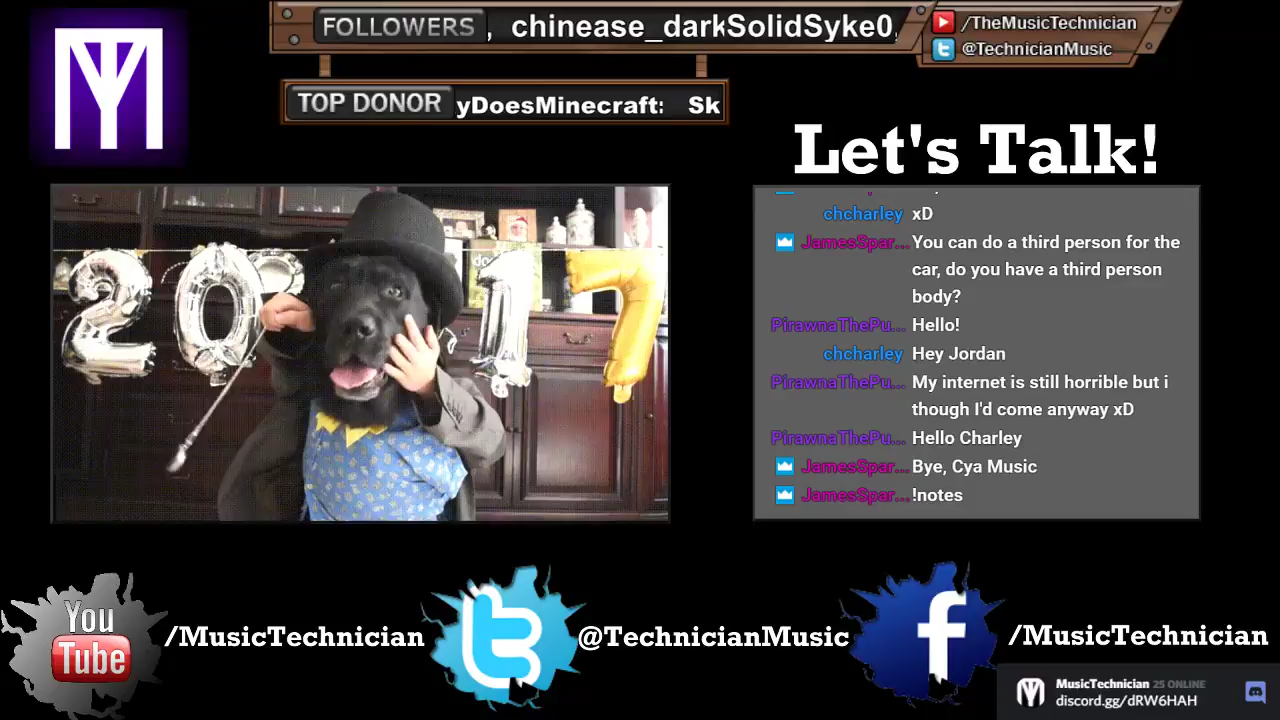 FOLLOWERS , chinease_darkSolidSyke0,
/TheMusicTechnician
@TechnicianMusic
TOP DONOR yDoesMinecraft: Sk
Let's Talk!
chcharley xD
JamesSpar... You can do a third person for the
car, do you have a third person
body?
PirawnaThePu... Hello!
chcharley Hey Jordan
PirawnaThePu... My internet is still horrible but i
though I'd come anyway xD
PirawnaThePu... Hello Charley
JamesSpar... Bye, Cya Music
JamesSpar... !notes
20 17
You
Tube
/MusicTechnician
@TechnicianMusic
/MusicTechnician
MusicTechnician 25 ONLINE
discord.gg/dRW6HAH